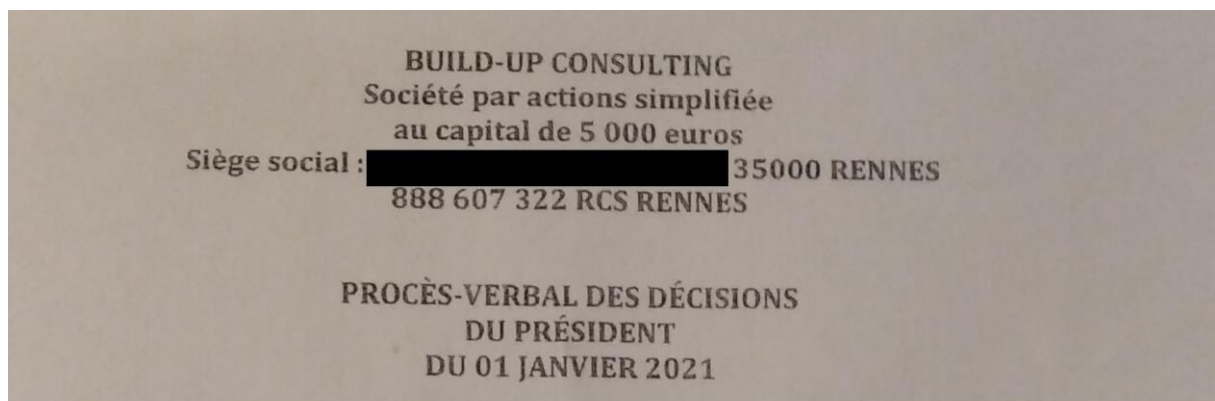 BUILD-UP CONSULTING
Société par actions simplifiée
au capital de 5 000 euros
Siège social : 35000 RENNES
888 607 322 RCS RENNES
PROCÈS-VERBAL DES DÉCISIONS
DU PRÉSIDENT
DU 01 JANVIER 2021